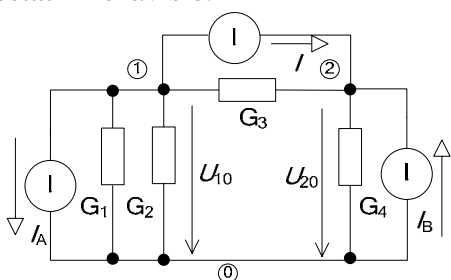 I
I
①
②
G₃
I
I
G₁
G₂
U₁₀
U₂₀
G₄
I_A
I_B
⓪